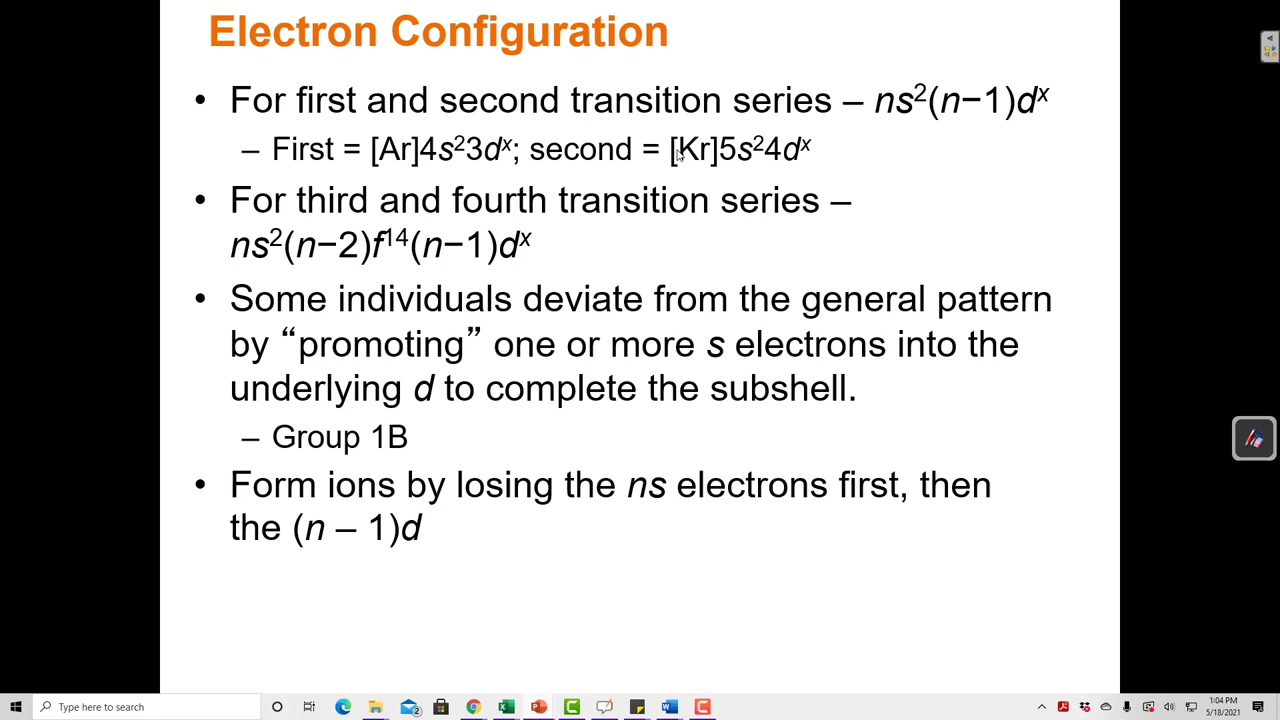 Electron Configuration
• For first and second transition series – ns²(n−1)dˣ
– First = [Ar]4s²3dˣ; second = [Kr]5s²4dˣ
• For third and fourth transition series –
ns²(n−2)f¹⁴(n−1)dˣ
• Some individuals deviate from the general pattern
by “promoting” one or more s electrons into the
underlying d to complete the subshell.
– Group 1B
• Form ions by losing the ns electrons first, then
the (n – 1)d
Type here to search
1:04 PM
5/18/2021